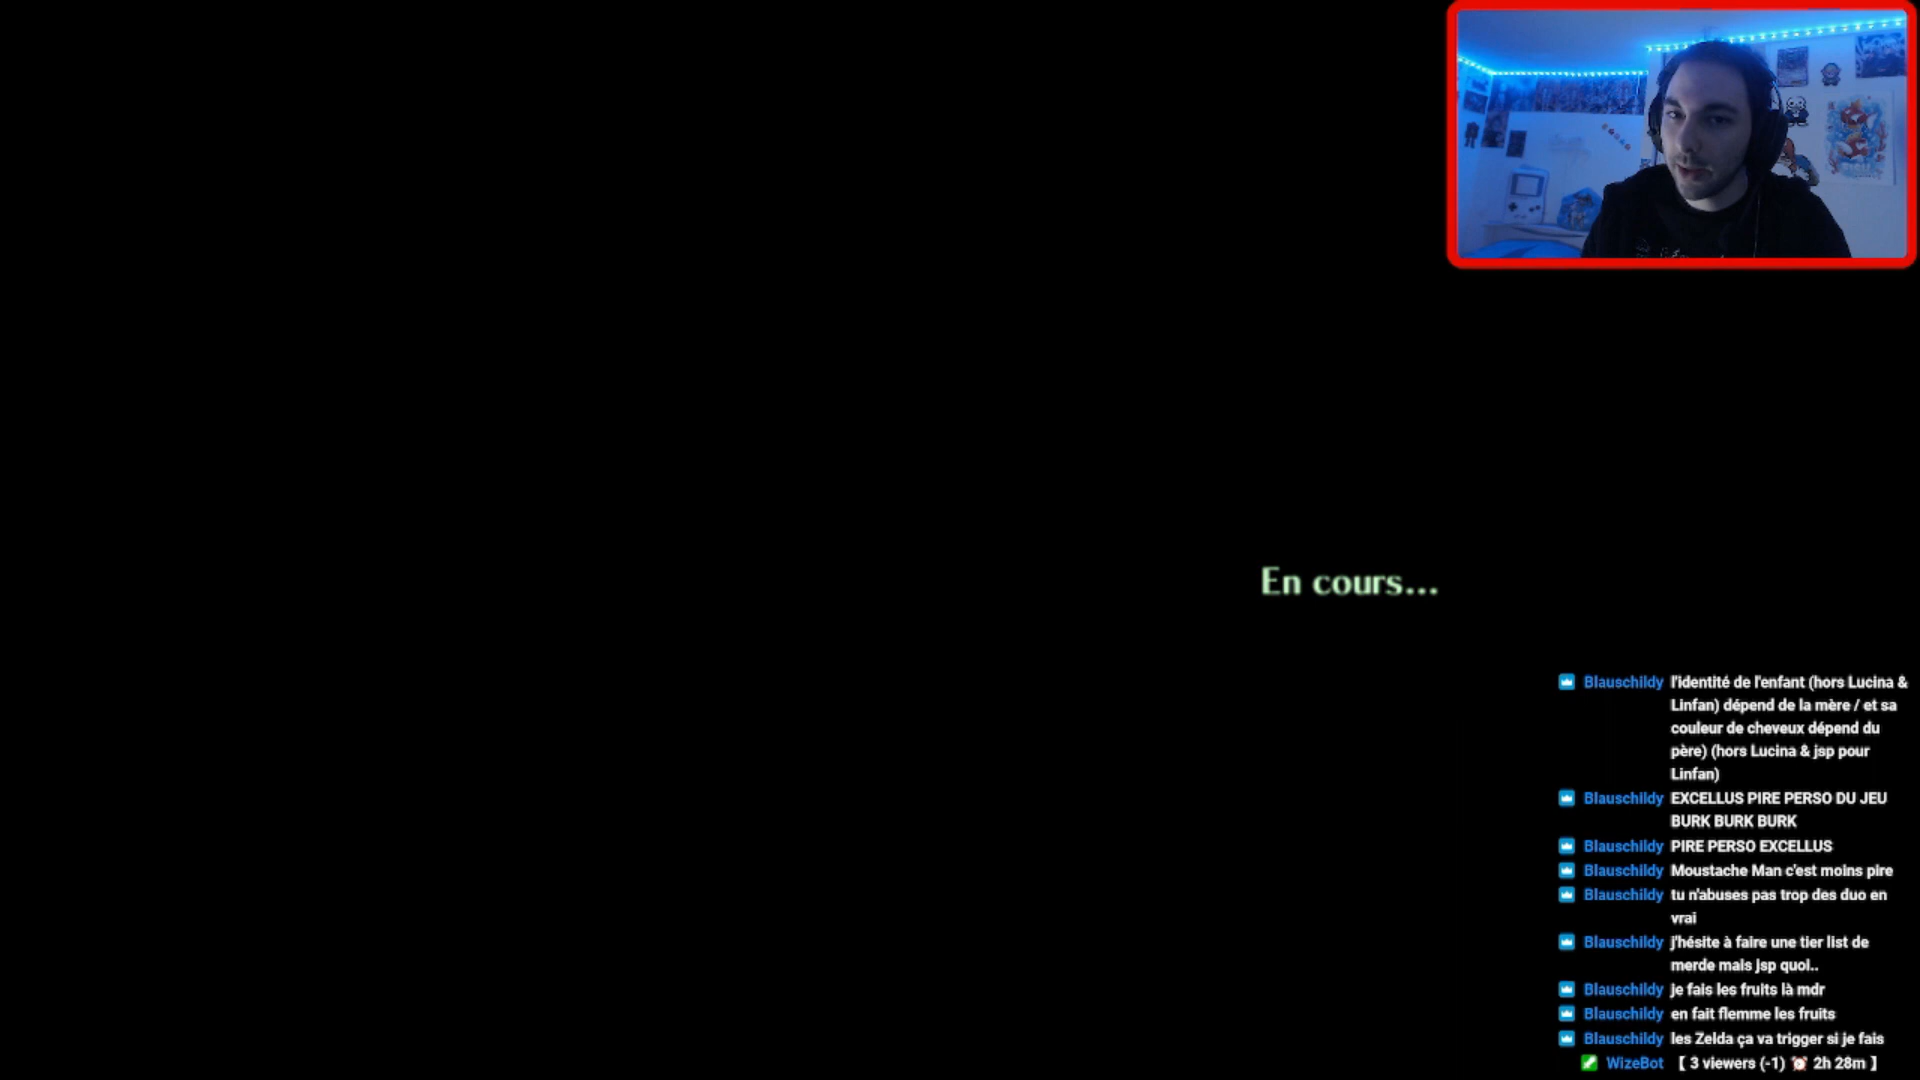 En cours...
Blauschildy l'identité de l'enfant (hors Lucina &
Linfan) dépend de la mère / et sa
couleur de cheveux dépend du
père) (hors Lucina & jsp pour
Linfan)
Blauschildy EXCELLUS PIRE PERSO DU JEU
BURK BURK BURK
Blauschildy PIRE PERSO EXCELLUS
Blauschildy Moustache Man c'est moins pire
Blauschildy tu n'abuses pas trop des duo en
vrai
Blauschildy j'hésite à faire une tier list de
merde mais jsp quoi..
Blauschildy je fais les fruits là mdr
Blauschildy en fait flemme les fruits
Blauschildy les Zelda ça va trigger si je fais
WizeBot 【 3 viewers (-1) ⏰ 2h 28m 】